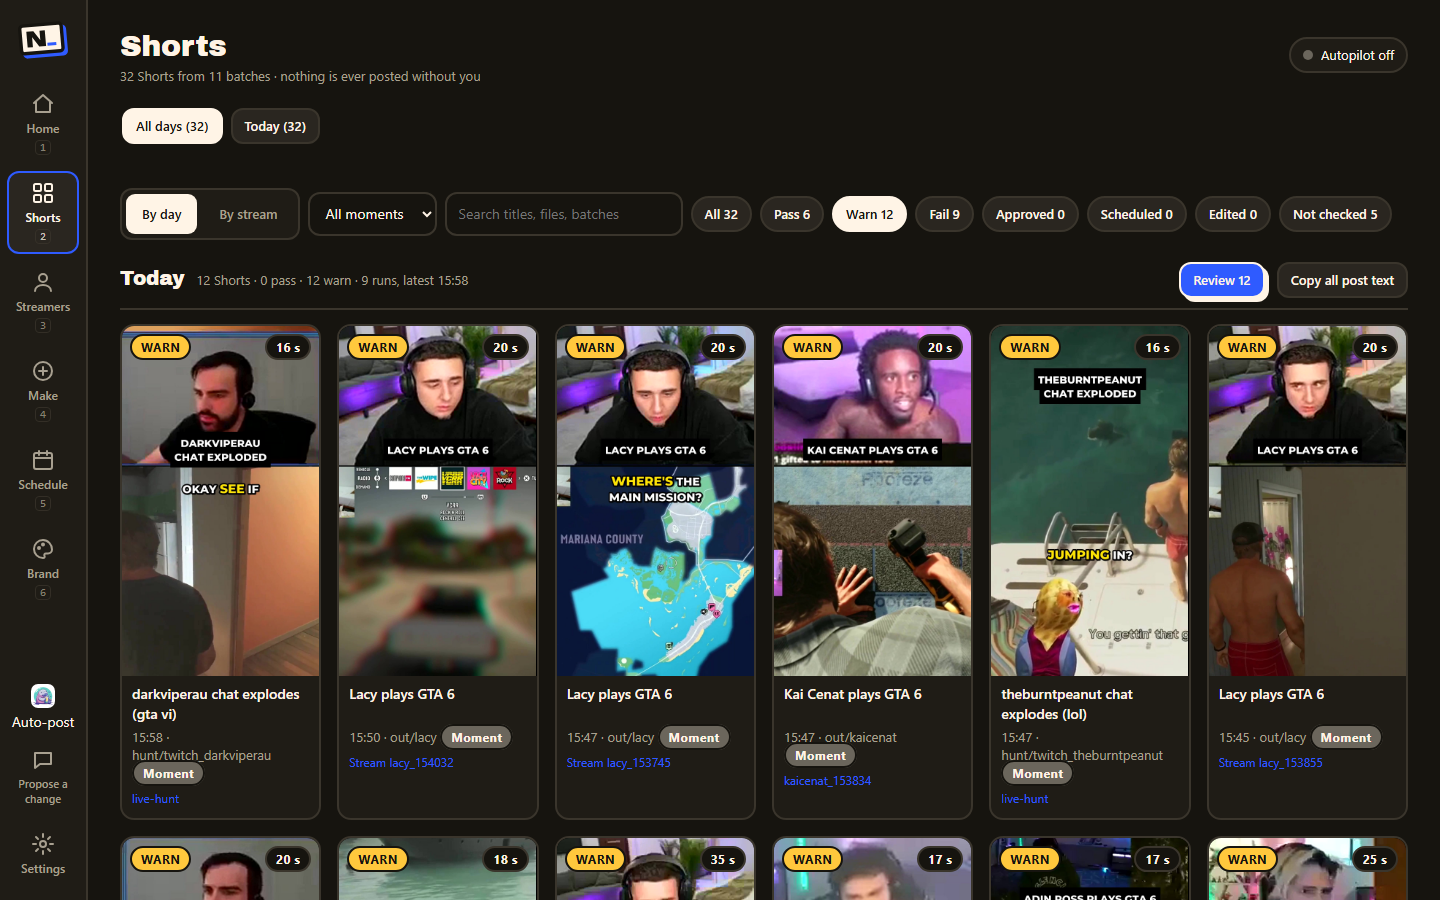 N_
Shorts
32 Shorts from 11 batches · nothing is ever posted without you
Autopilot off
All days (32)
Today (32)
Home
1
Shorts
2
Streamers
3
Make
4
Schedule
5
Brand
6
Auto-post
Propose a
change
Settings
By day
By stream
All moments
Search titles, files, batches
All 32
Pass 6
Warn 12
Fail 9
Approved 0
Scheduled 0
Edited 0
Not checked 5
Today
12 Shorts · 0 pass · 12 warn · 9 runs, latest 15:58
Review 12
Copy all post text
WARN
16 s
DARKVIPERAU
CHAT EXPLODED
OKAY SEE IF
darkviperau chat explodes
(gta vi)
15:58 ·
hunt/twitch_darkviperau
Moment
live-hunt
WARN
20 s
LACY PLAYS GTA 6
Lacy plays GTA 6
15:50 · out/lacy
Moment
Stream lacy_154032
WARN
20 s
LACY PLAYS GTA 6
WHERE'S THE
MAIN MISSION?
MARIANA COUNTY
Lacy plays GTA 6
15:47 · out/lacy
Moment
Stream lacy_153745
WARN
20 s
KAI CENAT PLAYS GTA 6
Kai Cenat plays GTA 6
15:47 · out/kaicenat
Moment
kaicenat_153834
WARN
16 s
THEBURNTPEANUT
CHAT EXPLODED
JUMPING IN?
You gettin' that g
theburntpeanut chat
explodes (lol)
15:47 ·
hunt/twitch_theburntpeanut
Moment
live-hunt
WARN
20 s
LACY PLAYS GTA 6
Lacy plays GTA 6
15:45 · out/lacy
Moment
Stream lacy_153855
WARN
20 s
WARN
18 s
WARN
35 s
WARN
17 s
WARN
17 s
ADIN ROSS PLAYS GTA 6
WARN
25 s